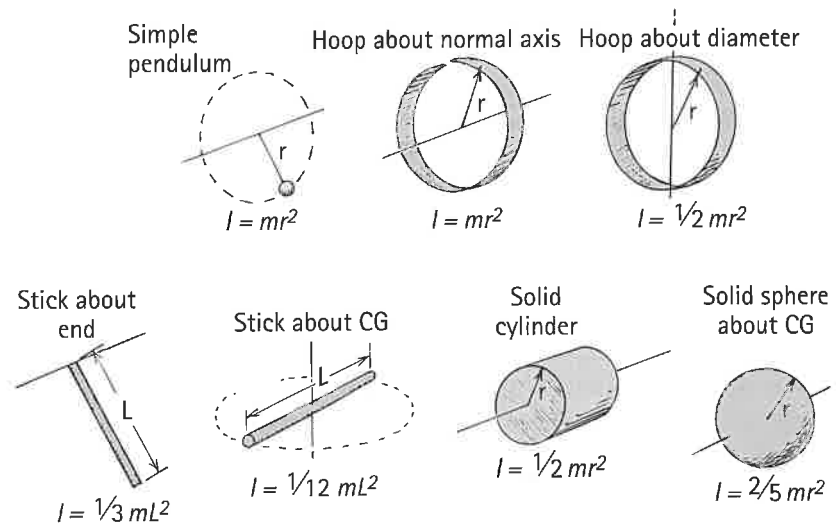 Simple
pendulum
Hoop about normal axis
Hoop about diameter
r
r
r
I = mr²
I = mr²
I = 1/2 mr²
Stick about
end
Stick about CG
Solid
cylinder
Solid sphere
about CG
L
L
r
r
I = 1/3 mL²
I = 1/12 mL²
I = 1/2 mr²
I = 2/5 mr²